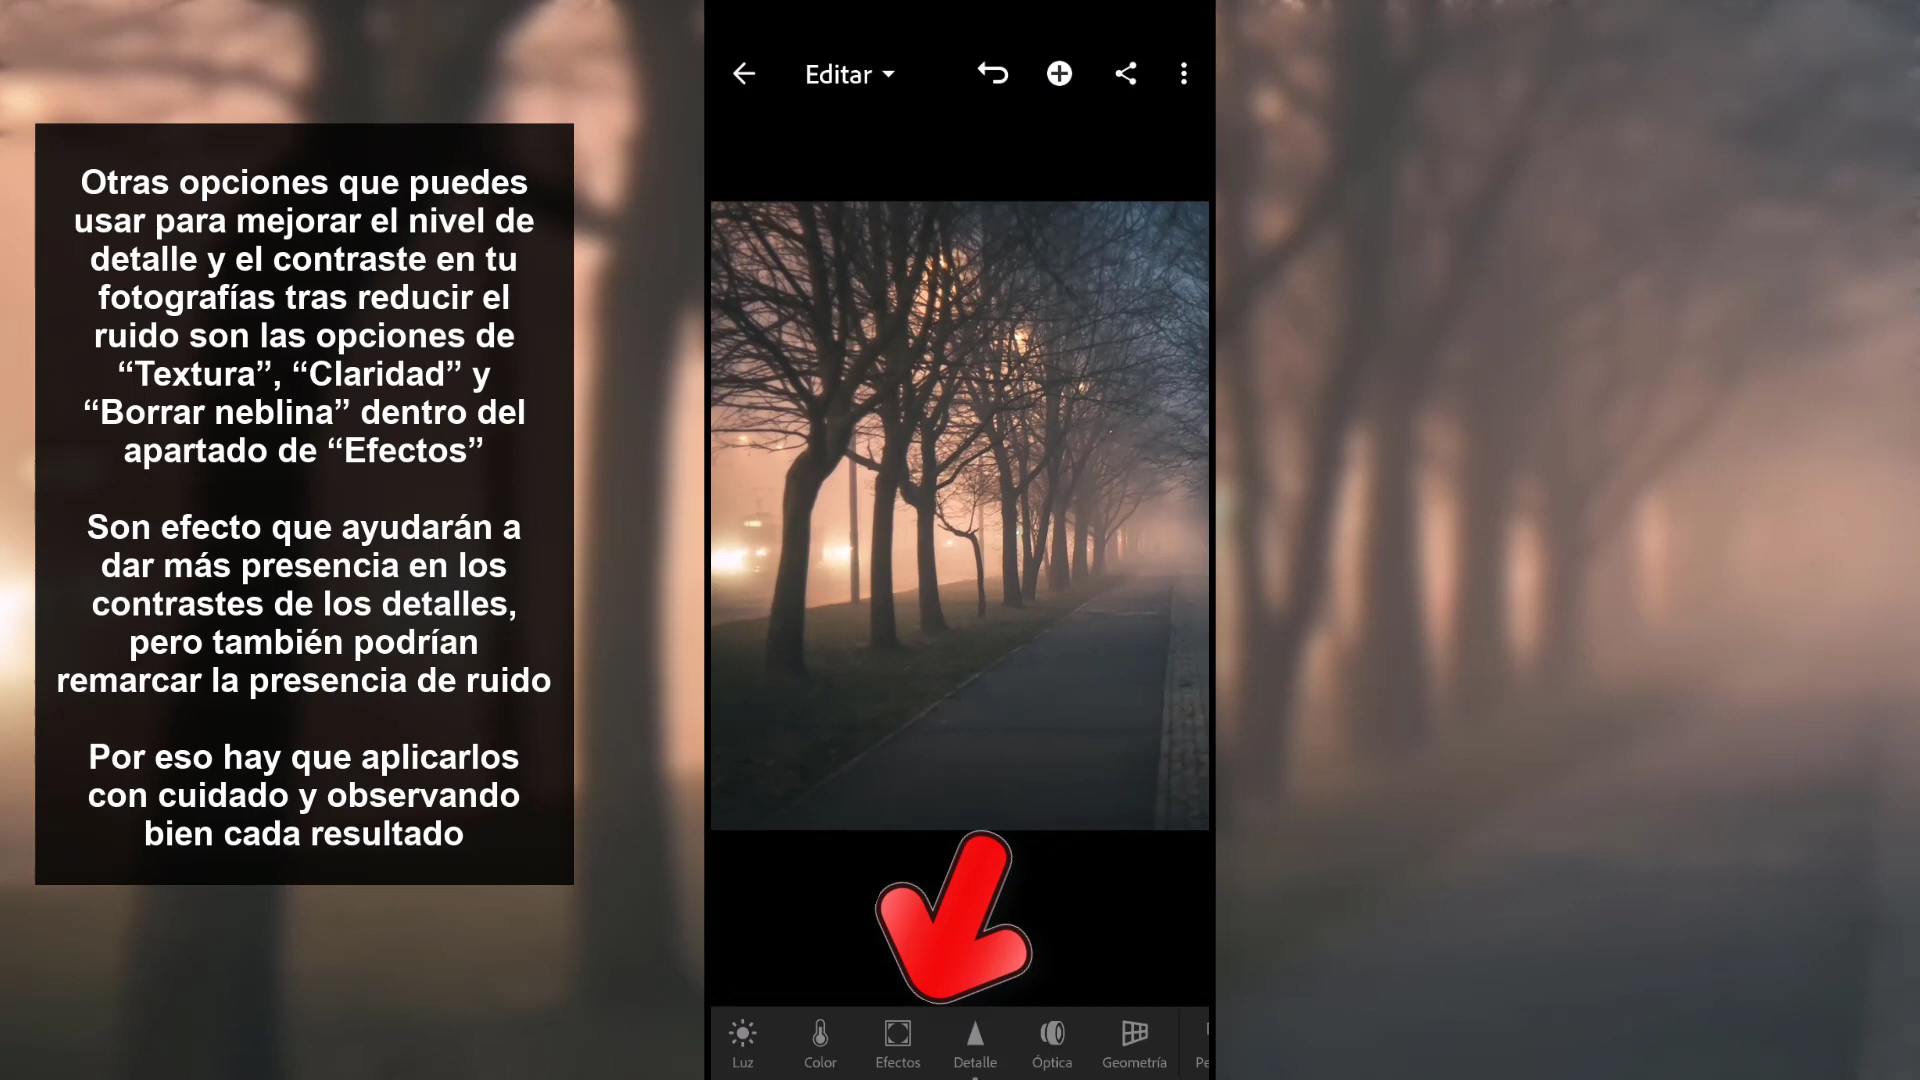 Otras opciones que puedes
usar para mejorar el nivel de
detalle y el contraste en tu
fotografías tras reducir el
ruido son las opciones de
“Textura”, “Claridad” y
“Borrar neblina” dentro del
apartado de “Efectos”
Son efecto que ayudarán a
dar más presencia en los
contrastes de los detalles,
pero también podrían
remarcar la presencia de ruido
Por eso hay que aplicarlos
con cuidado y observando
bien cada resultado
Editar
Luz Color Efectos Detalle Óptica Geometría Pe